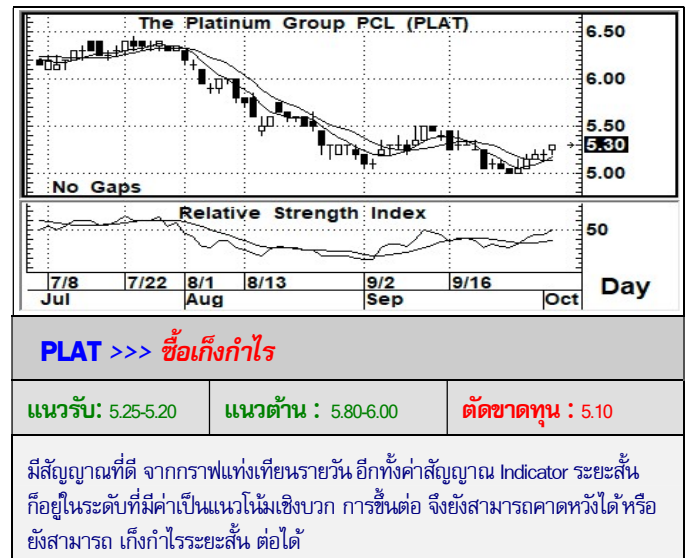 The Platinum Group PCL (PLAT)
6.50
6.00
5.50
5.30
5.00
No Gaps
Relative Strength Index
50
7/8 7/22 8/1 8/13 9/2 9/16
Jul Aug Sep Oct
Day
PLAT >>> ซื้อเก็งกำไร
แนวรับ: 5.25-5.20 แนวต้าน : 5.80-6.00 ตัดขาดทุน : 5.10
มีสัญญาณที่ดี จากกราฟแท่งเทียนรายวัน อีกทั้งค่าสัญญาณ Indicator ระยะสั้น
ก็อยู่ในระดับที่มีค่าเป็นแนวโน้มเชิงบวก การขึ้นต่อ จึงยังสามารถคาดหวังได้ หรือ
ยังสามารถ เก็งกำไรระยะสั้น ต่อได้